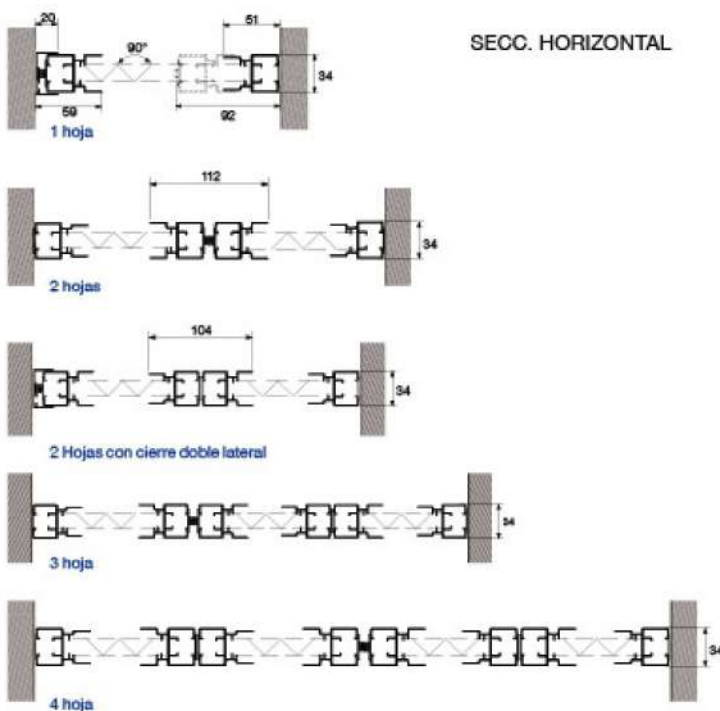 SECC. HORIZONTAL
20
51
90°
34
59
92
1 hoja
112
34
2 hojas
104
34
2 Hojas con cierre doble lateral
34
3 hoja
34
4 hoja